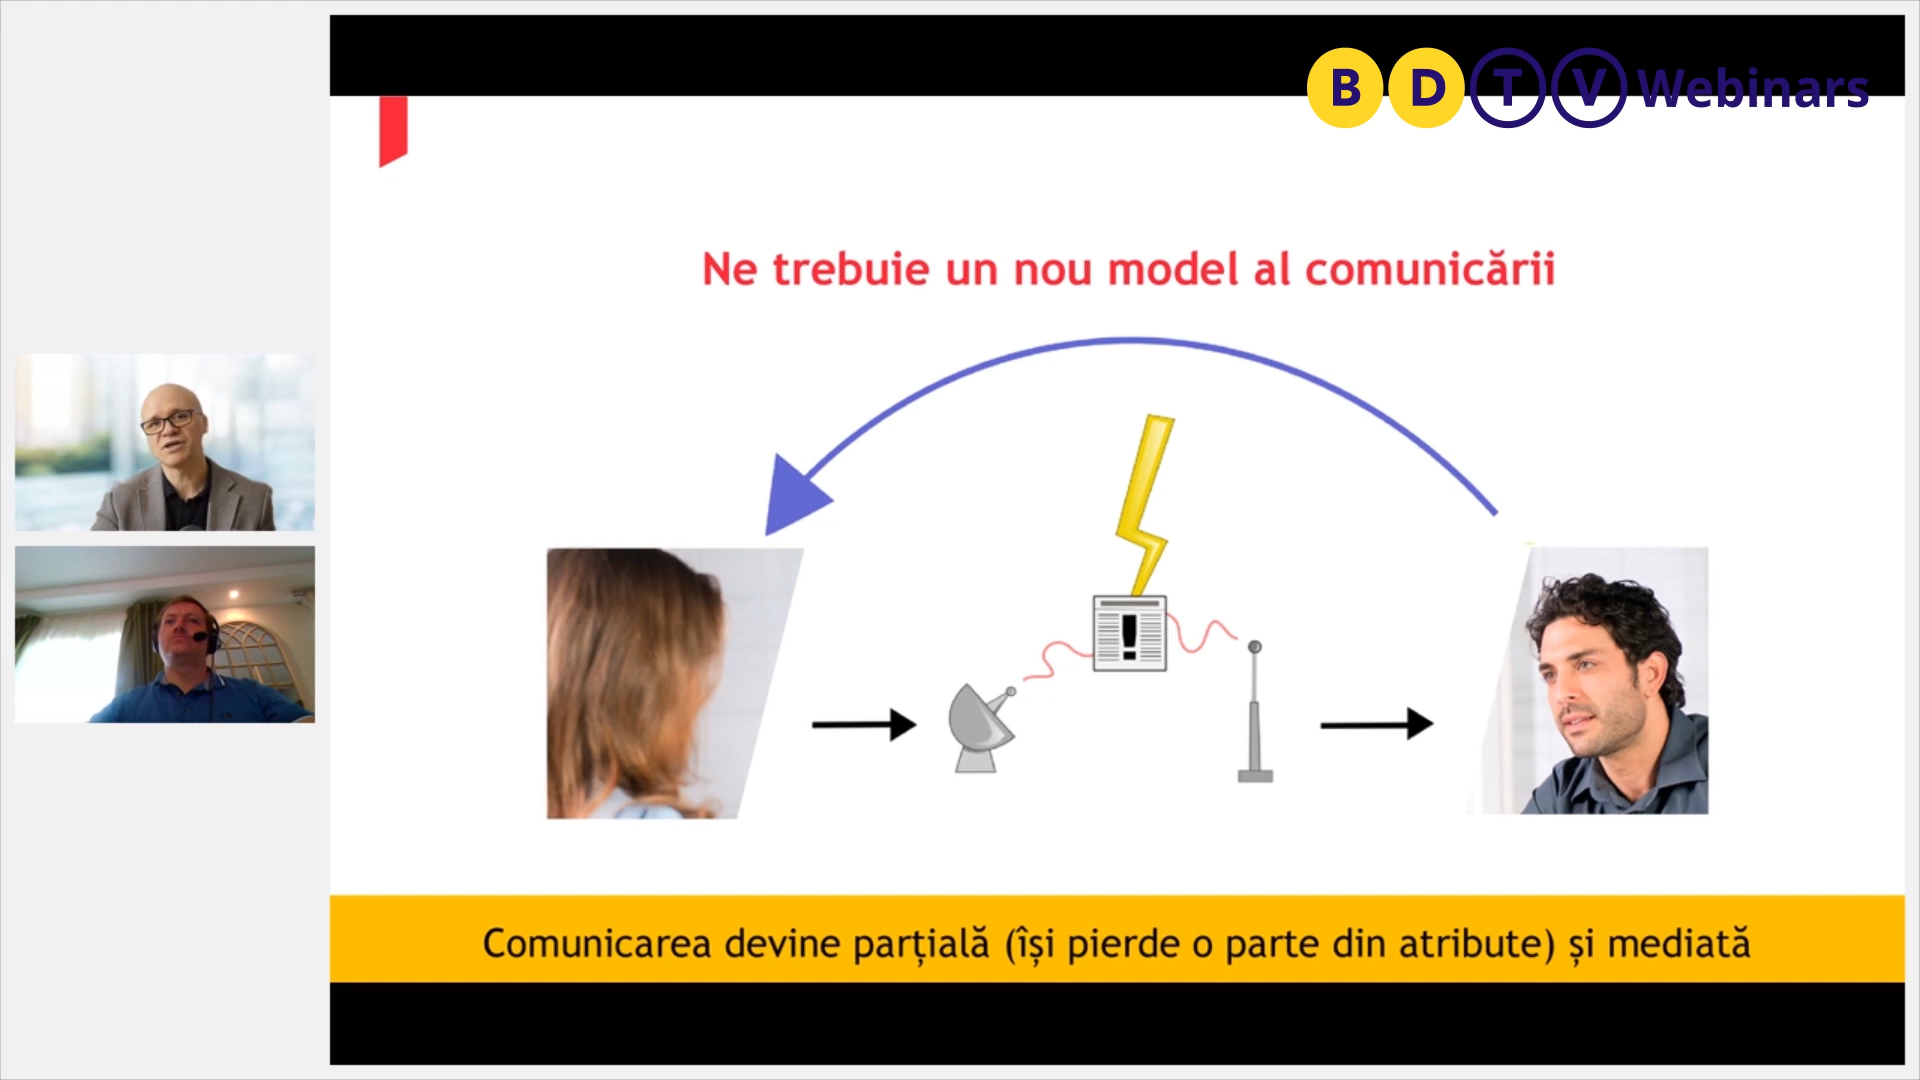 B D T V Webinars
Ne trebuie un nou model al comunicării
!
Comunicarea devine parțială (își pierde o parte din atribute) și mediată